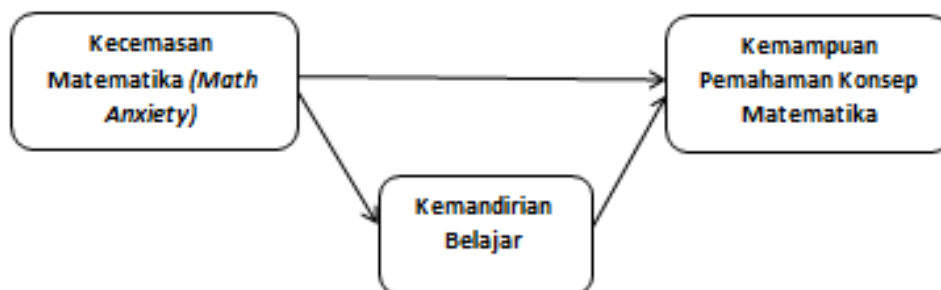 Kecemasan
Matematika (Math
Anxiety)
Kemampuan
Pemahaman Konsep
Matematika
Kemandirian
Belajar